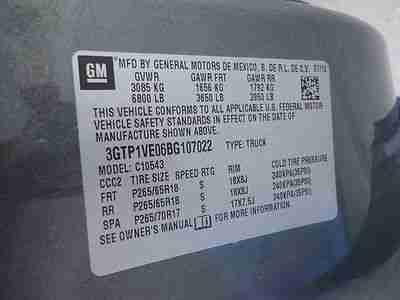 GM
MFD BY GENERAL MOTORS DE MEXICO, S. DE R.L. DE C.V.
GVWR GAWR FRT GAWR RR
3085 KG 1656 KG 1792 KG
6800 LB 3650 LB 3950 LB
THIS VEHICLE CONFORMS TO ALL APPLICABLE U.S. FEDERAL MOTOR
VEHICLE SAFETY STANDARDS IN EFFECT ON THE DATE OF
MANUFACTURE SHOWN ABOVE.
3GTP1VE06BG107022 TYPE: TRUCK
MODEL: C10543
CCC2 TIRE SIZE SPEED RTG RIM COLD TIRE PRESSURE
FRT P265/65R18 S 18X8J 240KPA(35PSI)
RR P265/65R18 S 18X8J 240KPA(35PSI)
SPA P265/70R17 S 17X7.5J 240KPA(35PSI)
SEE OWNER'S MANUAL FOR MORE INFORMATION.